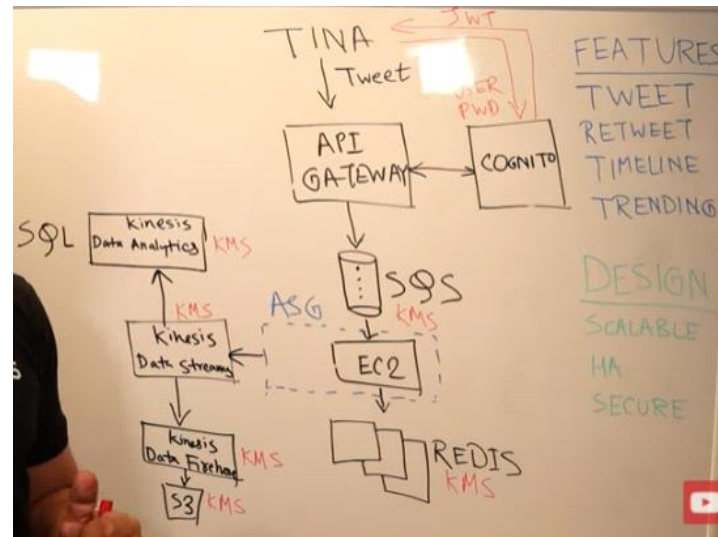 TINA
JWT
Tweet
USER
PWD
API
GATEWAY
COGNITO
SQS
KMS
ASG
EC2
REDIS
KMS
SQL
Kinesis
Data Analytics
KMS
KMS
Kinesis
Data Streams
Kinesis
Data Firehose
KMS
S3
KMS
FEATURES
TWEET
RETWEET
TIMELINE
TRENDING
DESIGN
SCALABLE
HA
SECURE